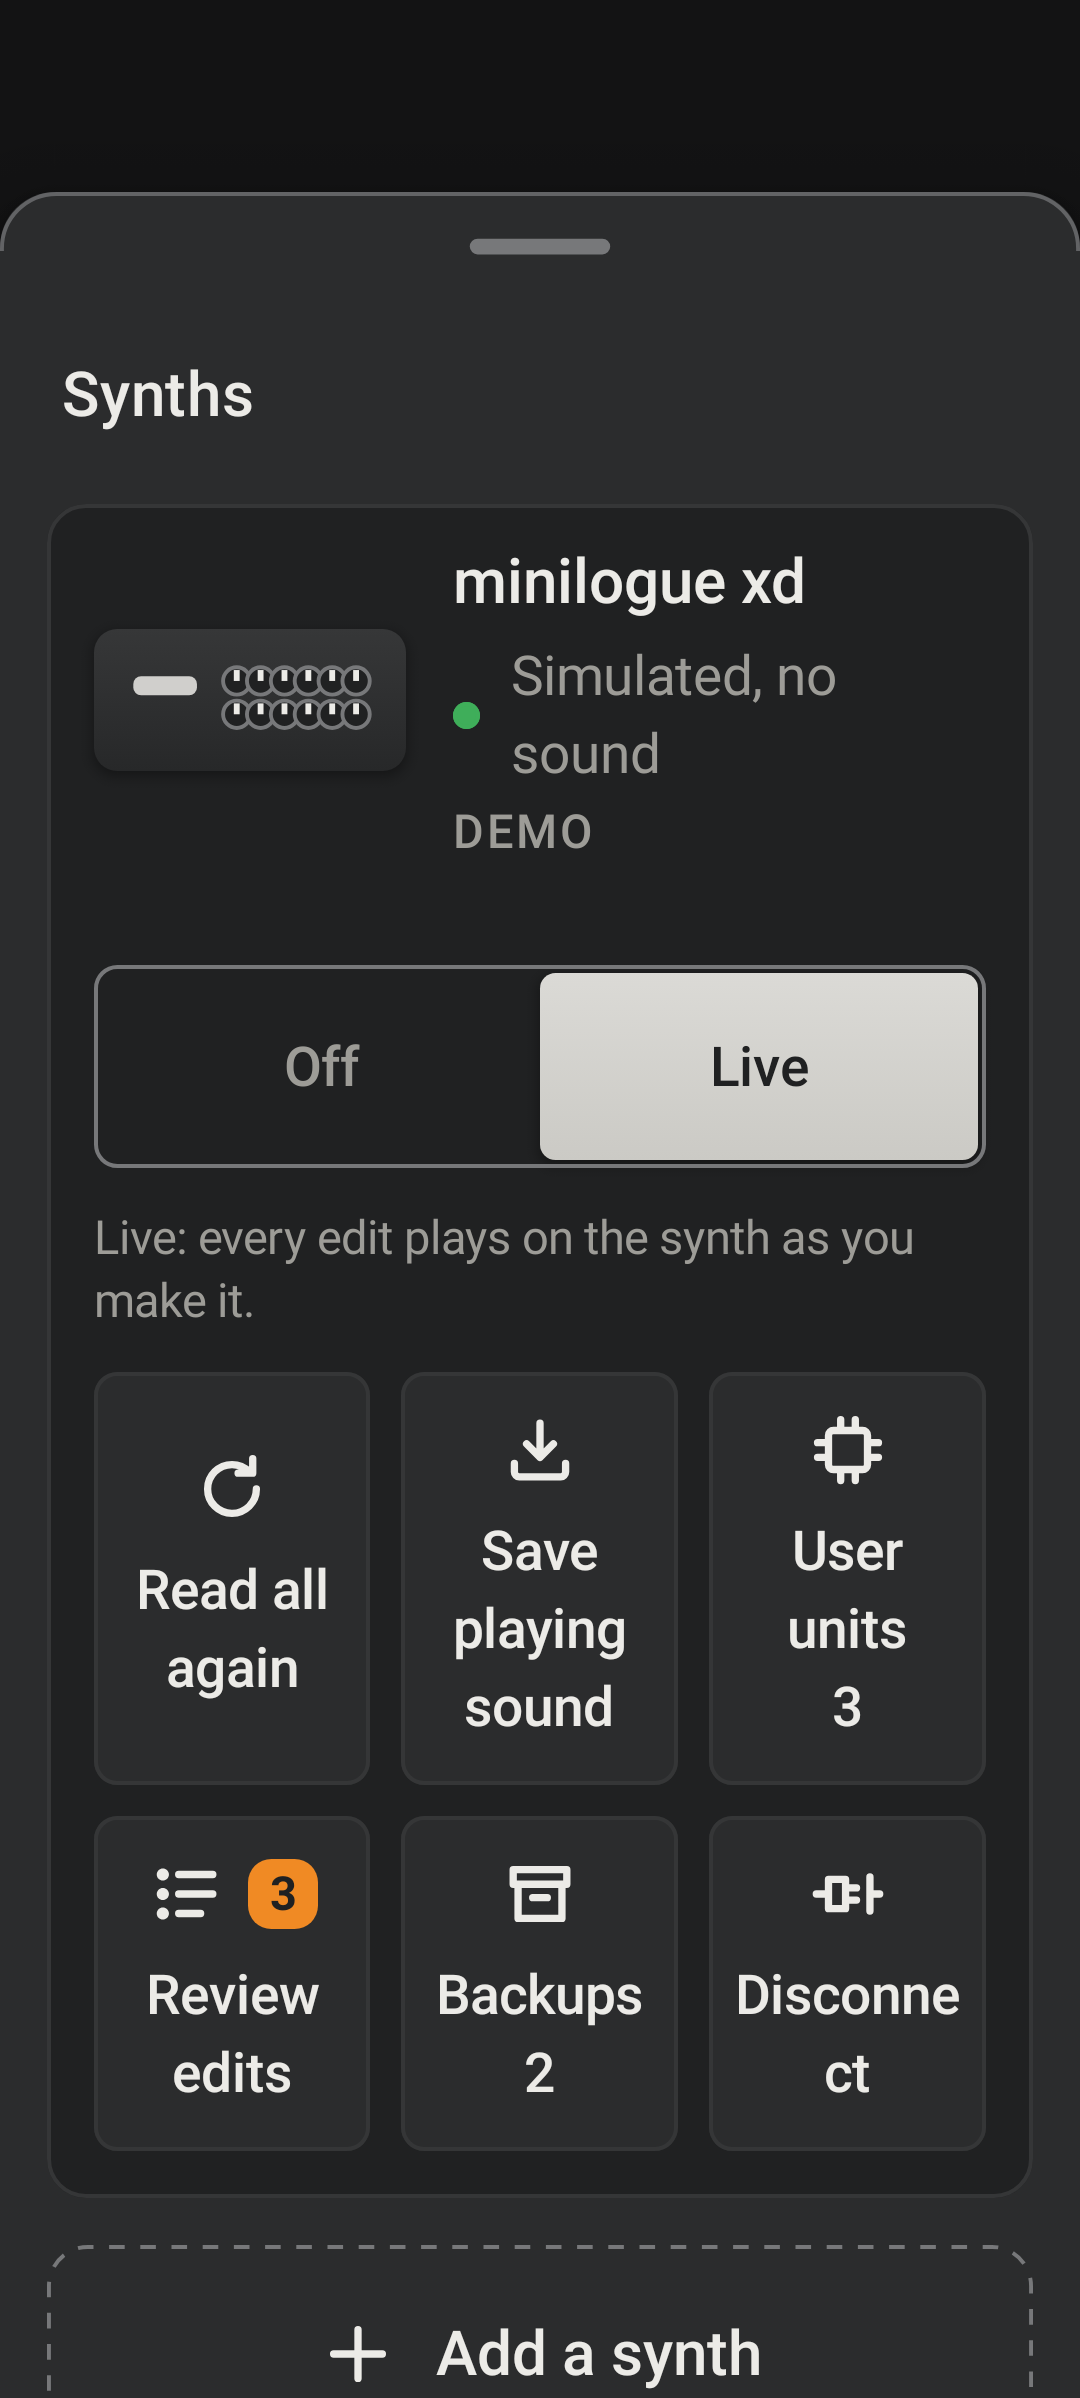 Synths
minilogue xd
Simulated, no
sound
DEMO
Off
Live
Live: every edit plays on the synth as you
make it.
Read all
again
Save
playing
sound
User
units
3
3
Review
edits
Backups
2
Disconne
ct
Add a synth